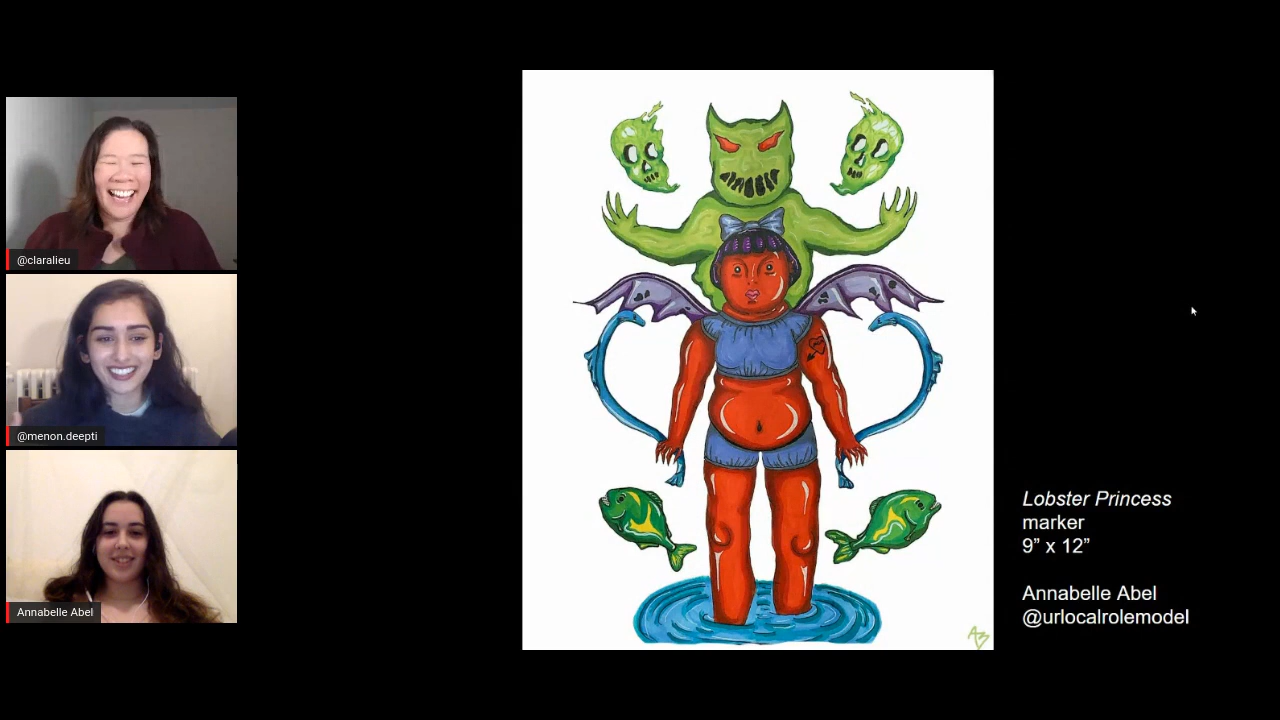 @claralieu
@menon.deepti
Annabelle Abel
Lobster Princess
marker
9” x 12”
Annabelle Abel
@urlocalrolemodel